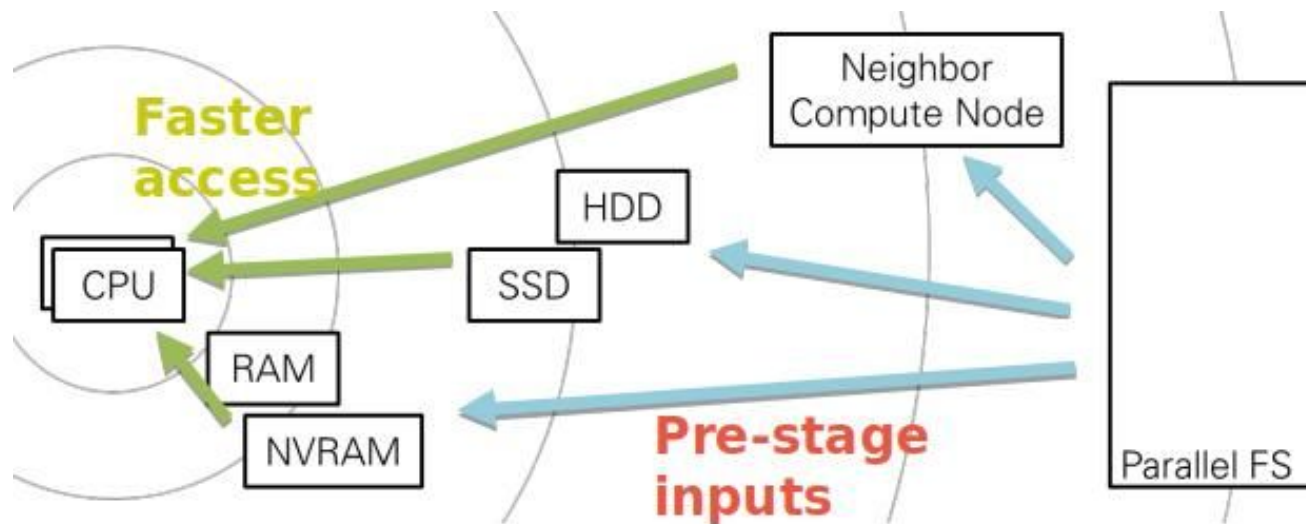 Neighbor
Compute Node
Faster
access
HDD
CPU
SSD
RAM
NVRAM
Pre-stage
inputs
Parallel FS